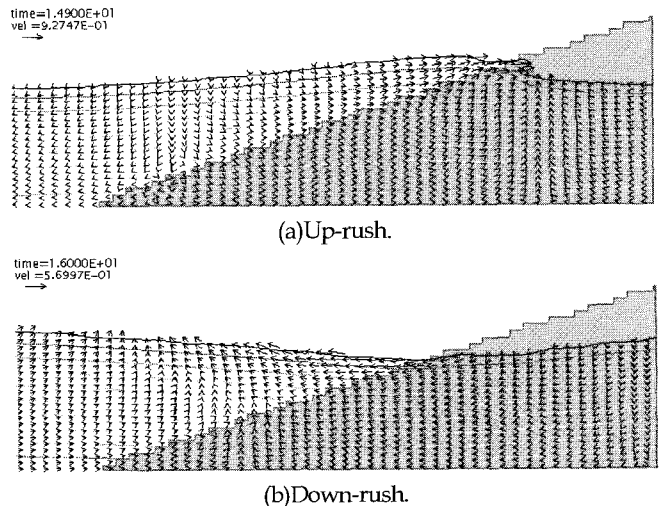 time=1.4900E+01
vel =9.2747E-01
(a)Up-rush.
time=1.6000E+01
vel =5.6997E-01
(b)Down-rush.